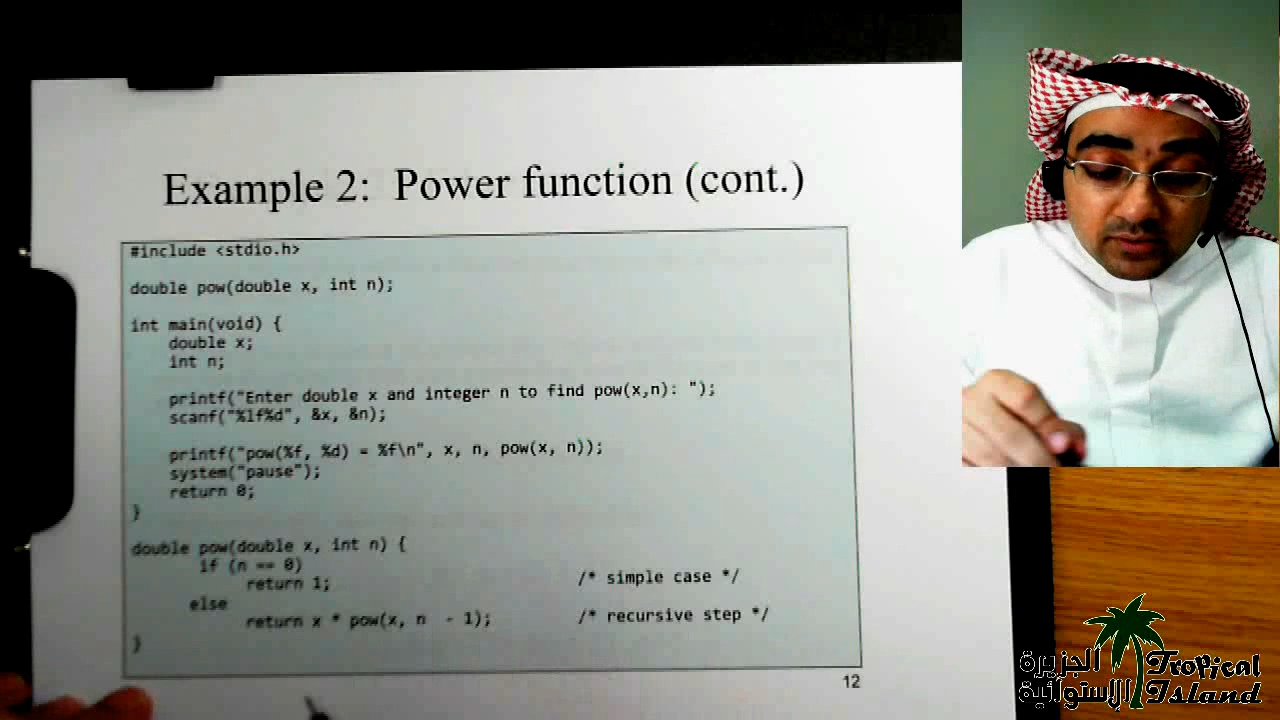 Example 2: Power function (cont.)
#include <stdio.h>
double pow(double x, int n);
int main(void) {
double x;
int n;
printf("Enter double x and integer n to find pow(x,n): ");
scanf("%lf%d", &x, &n);
printf("pow(%f, %d) = %f\n", x, n, pow(x, n));
system("pause");
return 0;
}
double pow(double x, int n) {
if (n == 0)
return 1; /* simple case */
else
return x * pow(x, n - 1); /* recursive step */
}
12
الجزيرة
الإستوائية
Tropical
Island